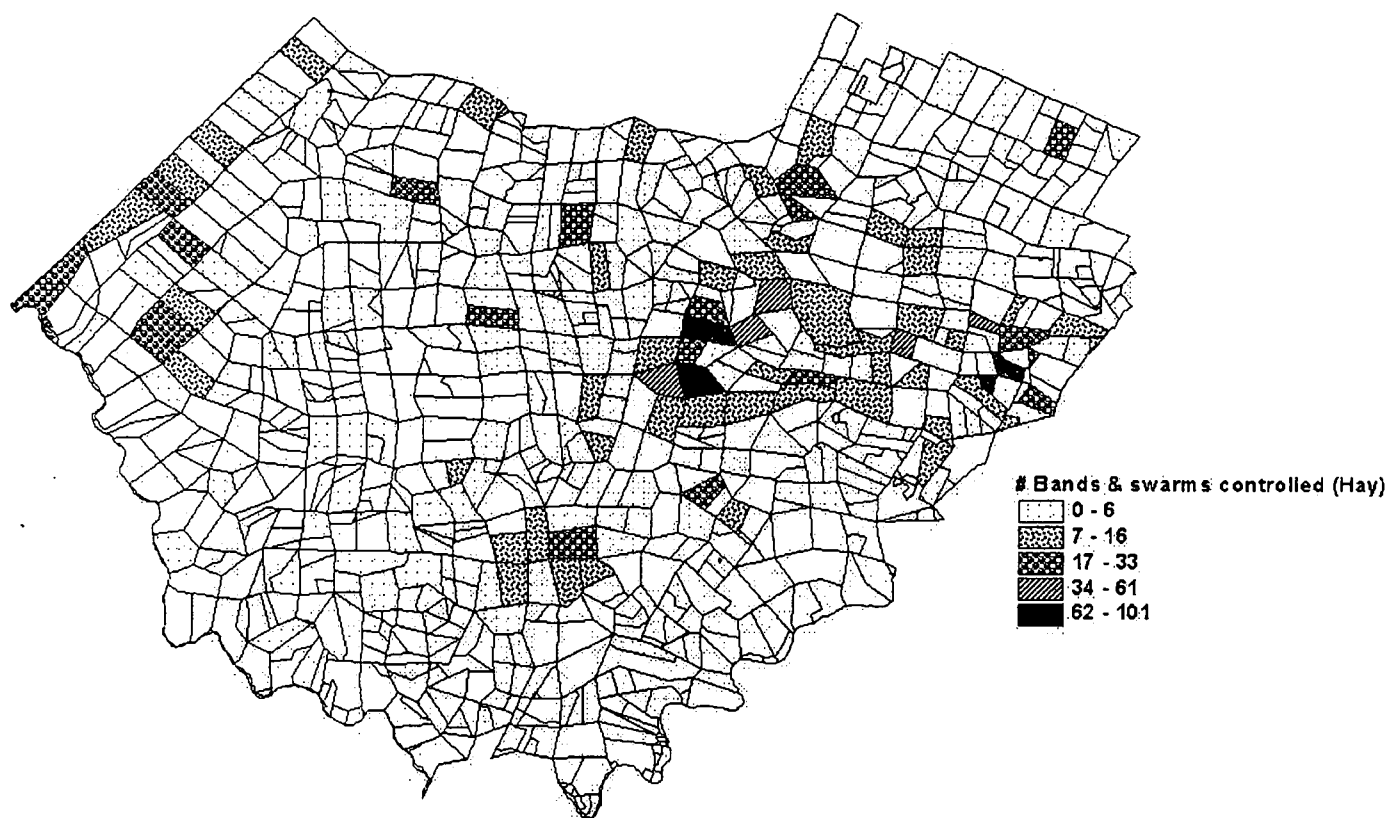 # Bands & swarms controlled (Hay)
0 - 6
7 - 16
17 - 33
34 - 61
62 - 101